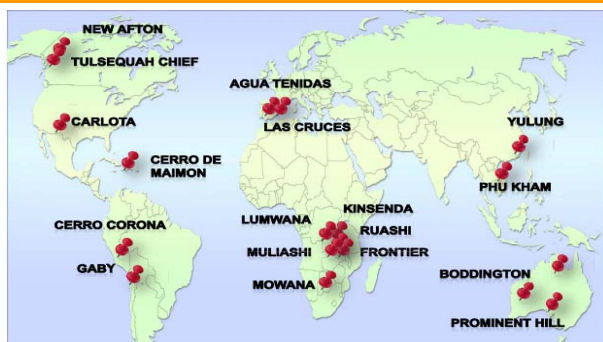 NEW AFTON
TULSEQUAH CHIEF
CARLOTA
CERRO DE
MAIMON
CERRO CORONA
GABY
AGUA TENIDAS
LAS CRUCES
LUMWANA
KINSENDA
RUASHI
MULIASHI
FRONTIER
MOWANA
YULUNG
PHU KHAM
BODDINGTON
PROMINENT HILL